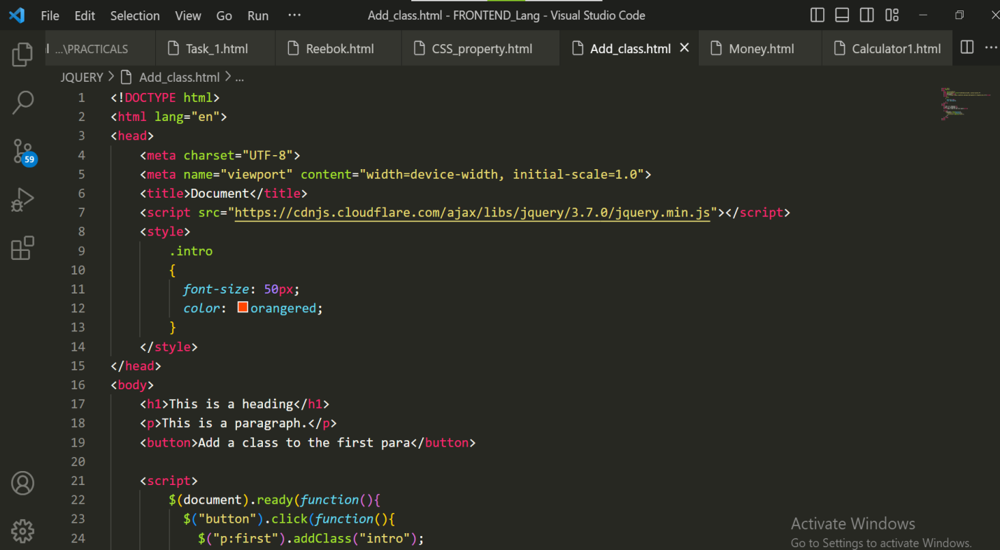 File Edit Selection View Go Run ··· Add_class.html - FRONTEND_Lang - Visual Studio Code
...\PRACTICALS Task_1.html Reebok.html CSS_property.html Add_class.html Money.html Calculator1.html
JQUERY > Add_class.html > ...
1 <!DOCTYPE html>
2 <html lang="en">
3 <head>
4 <meta charset="UTF-8">
5 <meta name="viewport" content="width=device-width, initial-scale=1.0">
6 <title>Document</title>
7 <script src="https://cdnjs.cloudflare.com/ajax/libs/jquery/3.7.0/jquery.min.js"></script>
8 <style>
59
9 .intro
10 {
11 font-size: 50px;
12 color: orangered;
13 }
14 </style>
15 </head>
16 <body>
17 <h1>This is a heading</h1>
18 <p>This is a paragraph.</p>
19 <button>Add a class to the first para</button>
20
21 <script>
22 $(document).ready(function(){
23 $("button").click(function(){
24 $("p:first").addClass("intro");
Activate Windows
Go to Settings to activate Windows.